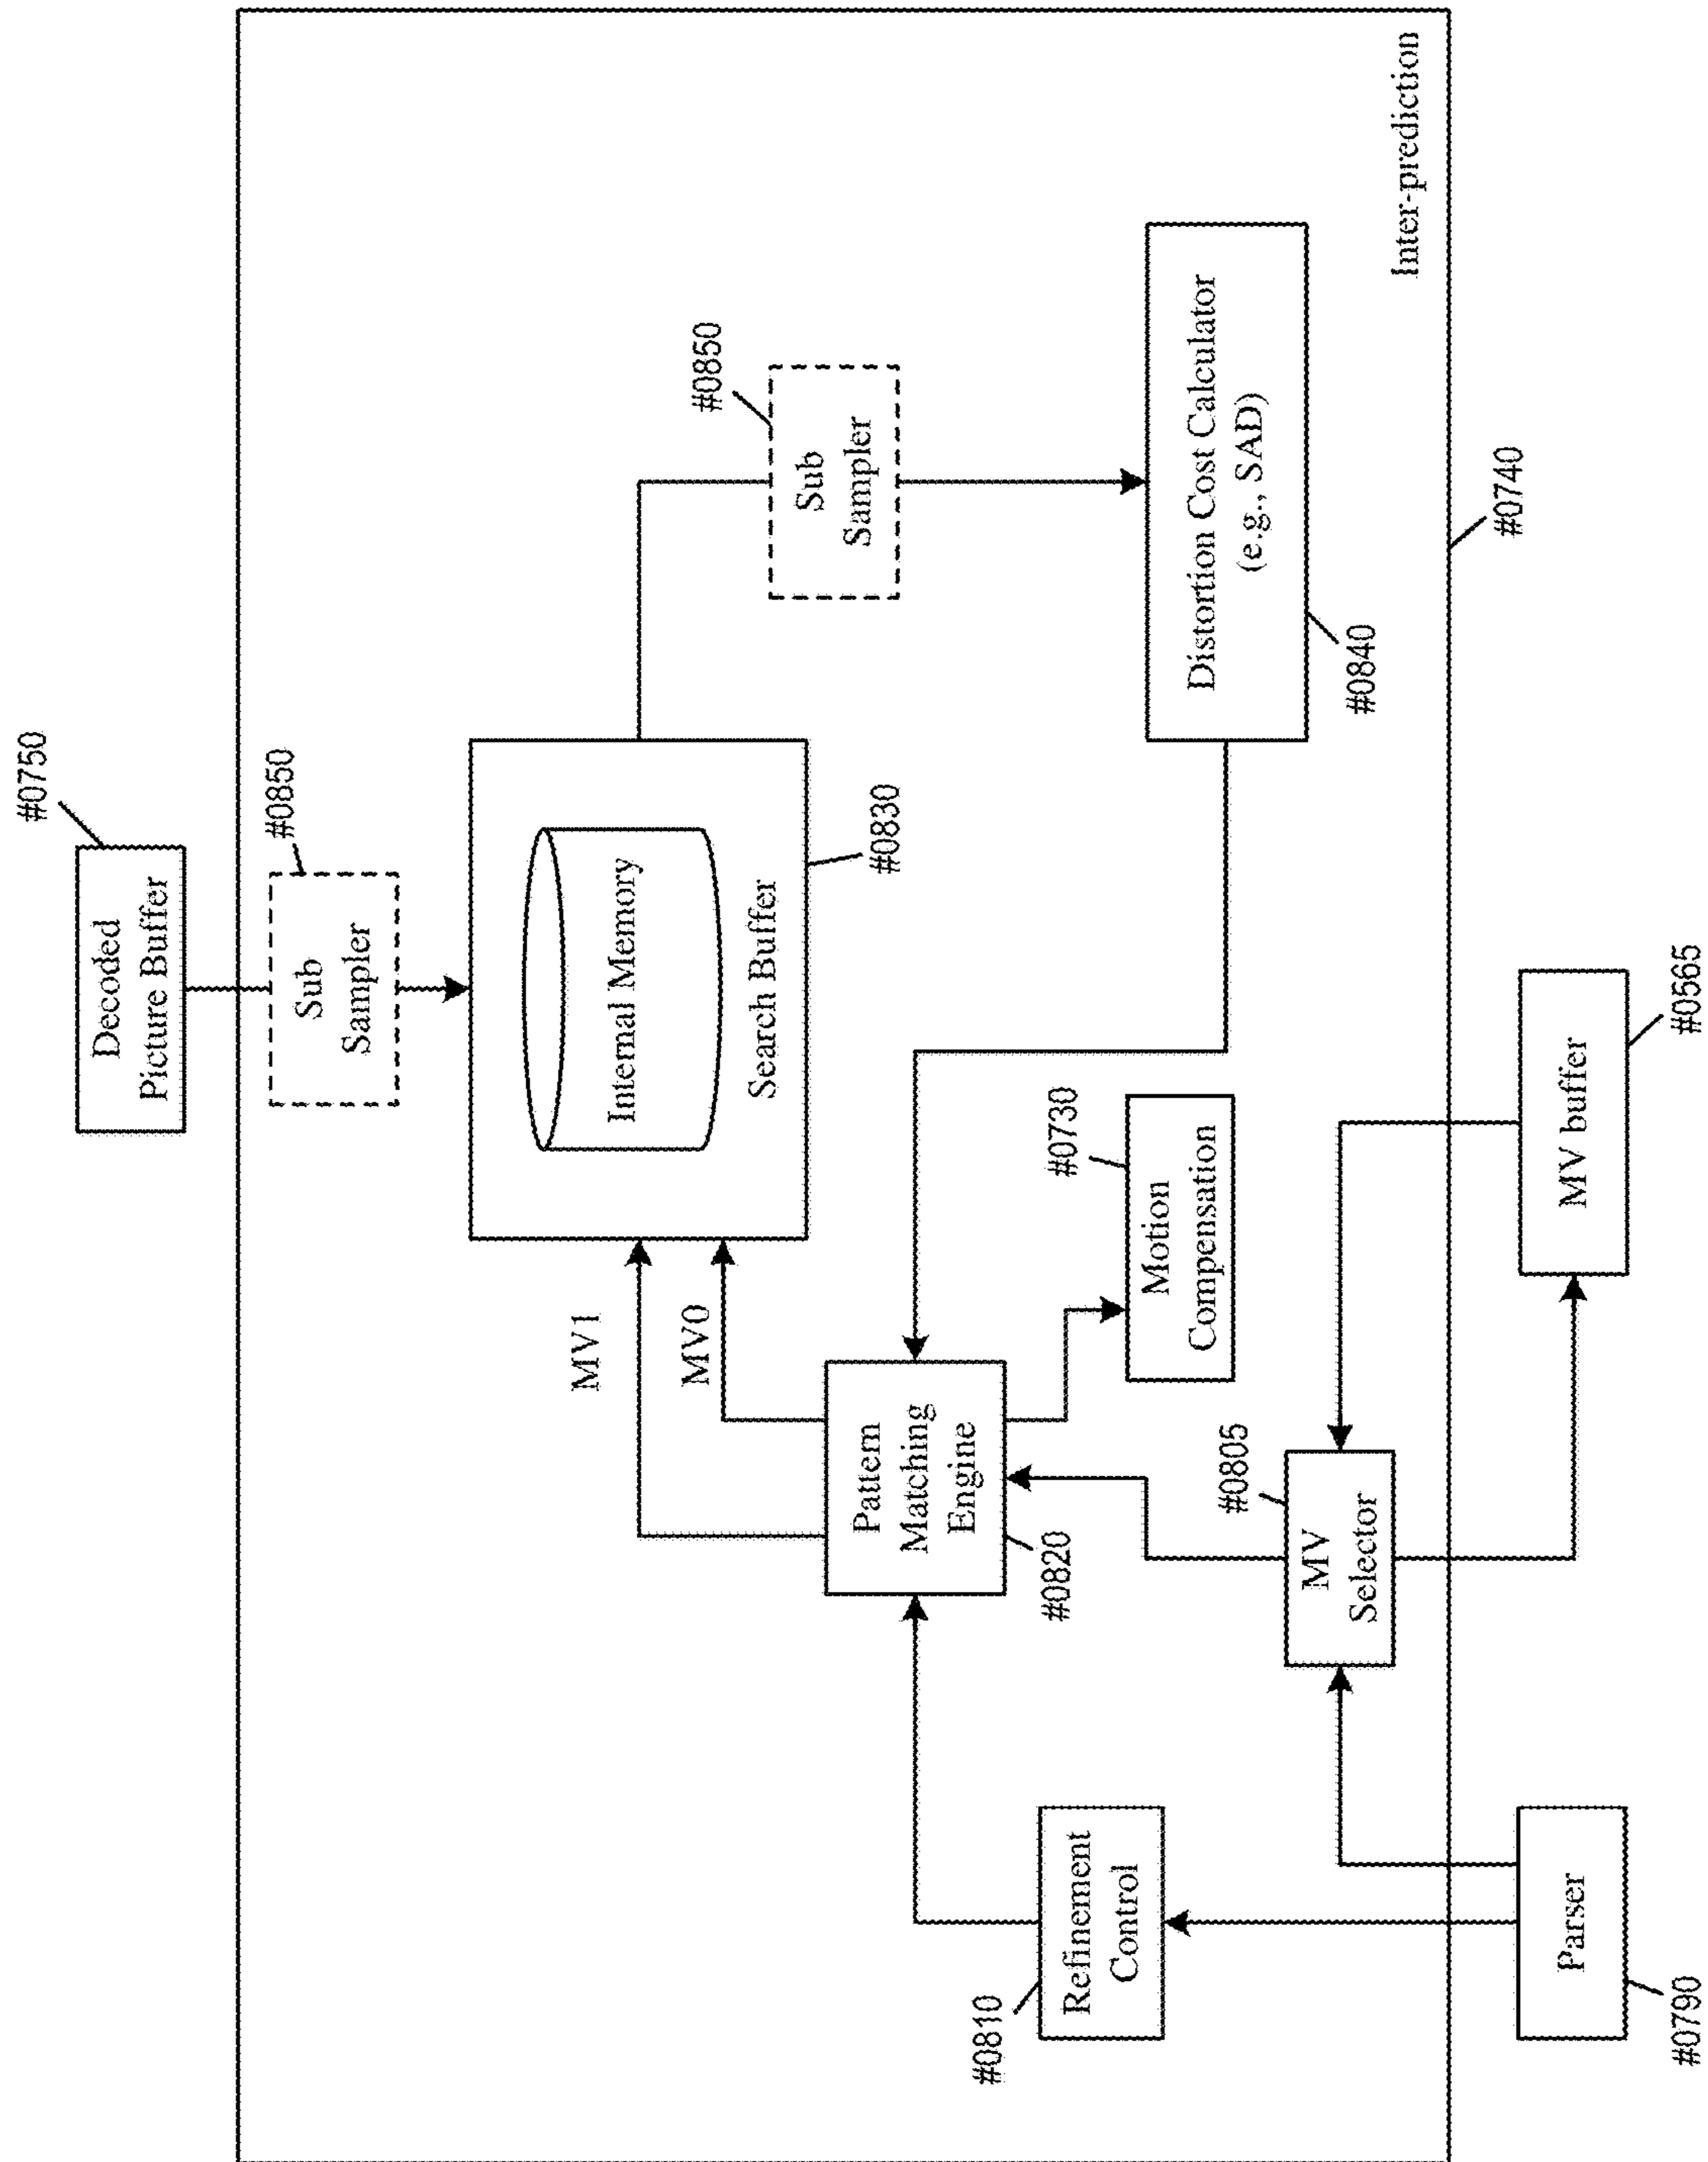 #0750
Decoded
Picture Buffer
#0850
Sub
Sampler
Internal Memory
Search Buffer
#0830
#0850
Sub
Sampler
MV1
MV0
Pattern
Matching
Engine
#0820
#0730
Motion
Compensation
Distortion Cost Calculator
(e.g., SAD)
#0840
#0810
Refinement
Control
#0805
MV
Selector
Inter-prediction
#0740
Parser
#0790
MV buffer
#0565